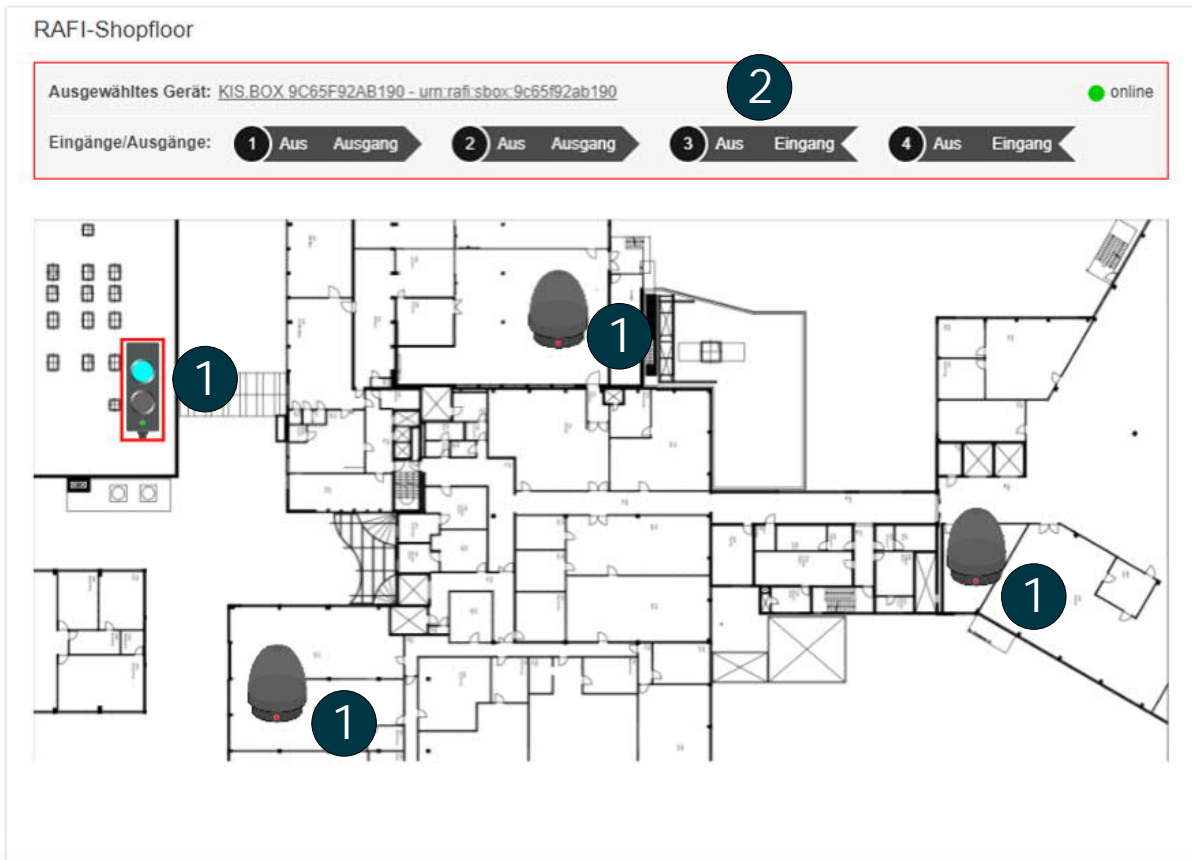 RAFI-Shopfloor
2
Ausgewähltes Gerät: KIS.BOX 9C65F92AB190 - urn:rafi:sbox:9c65f92ab190 online
Eingänge/Ausgänge: 1 Aus Ausgang 2 Aus Ausgang 3 Aus Eingang 4 Aus Eingang
1
1
1
1